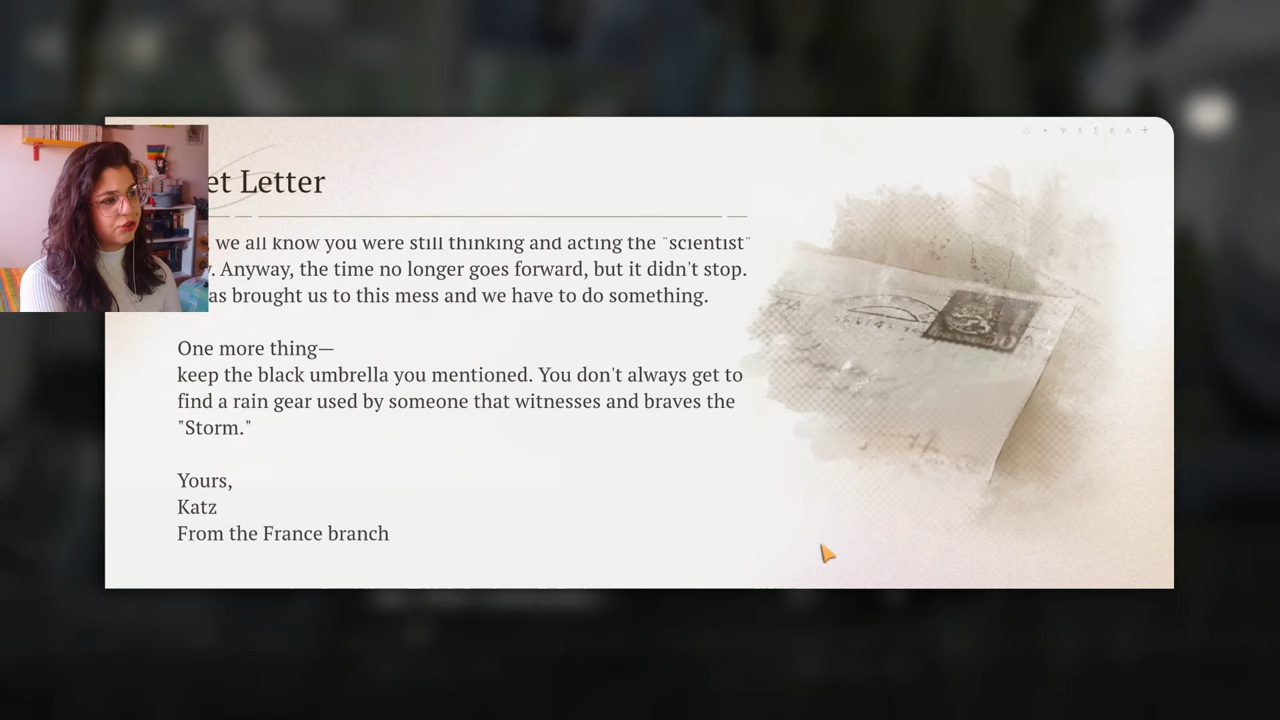 et Letter
we all know you were still thinking and acting the "scientist"
. Anyway, the time no longer goes forward, but it didn't stop.
as brought us to this mess and we have to do something.
One more thing—
keep the black umbrella you mentioned. You don't always get to
find a rain gear used by someone that witnesses and braves the
"Storm."
Yours,
Katz
From the France branch